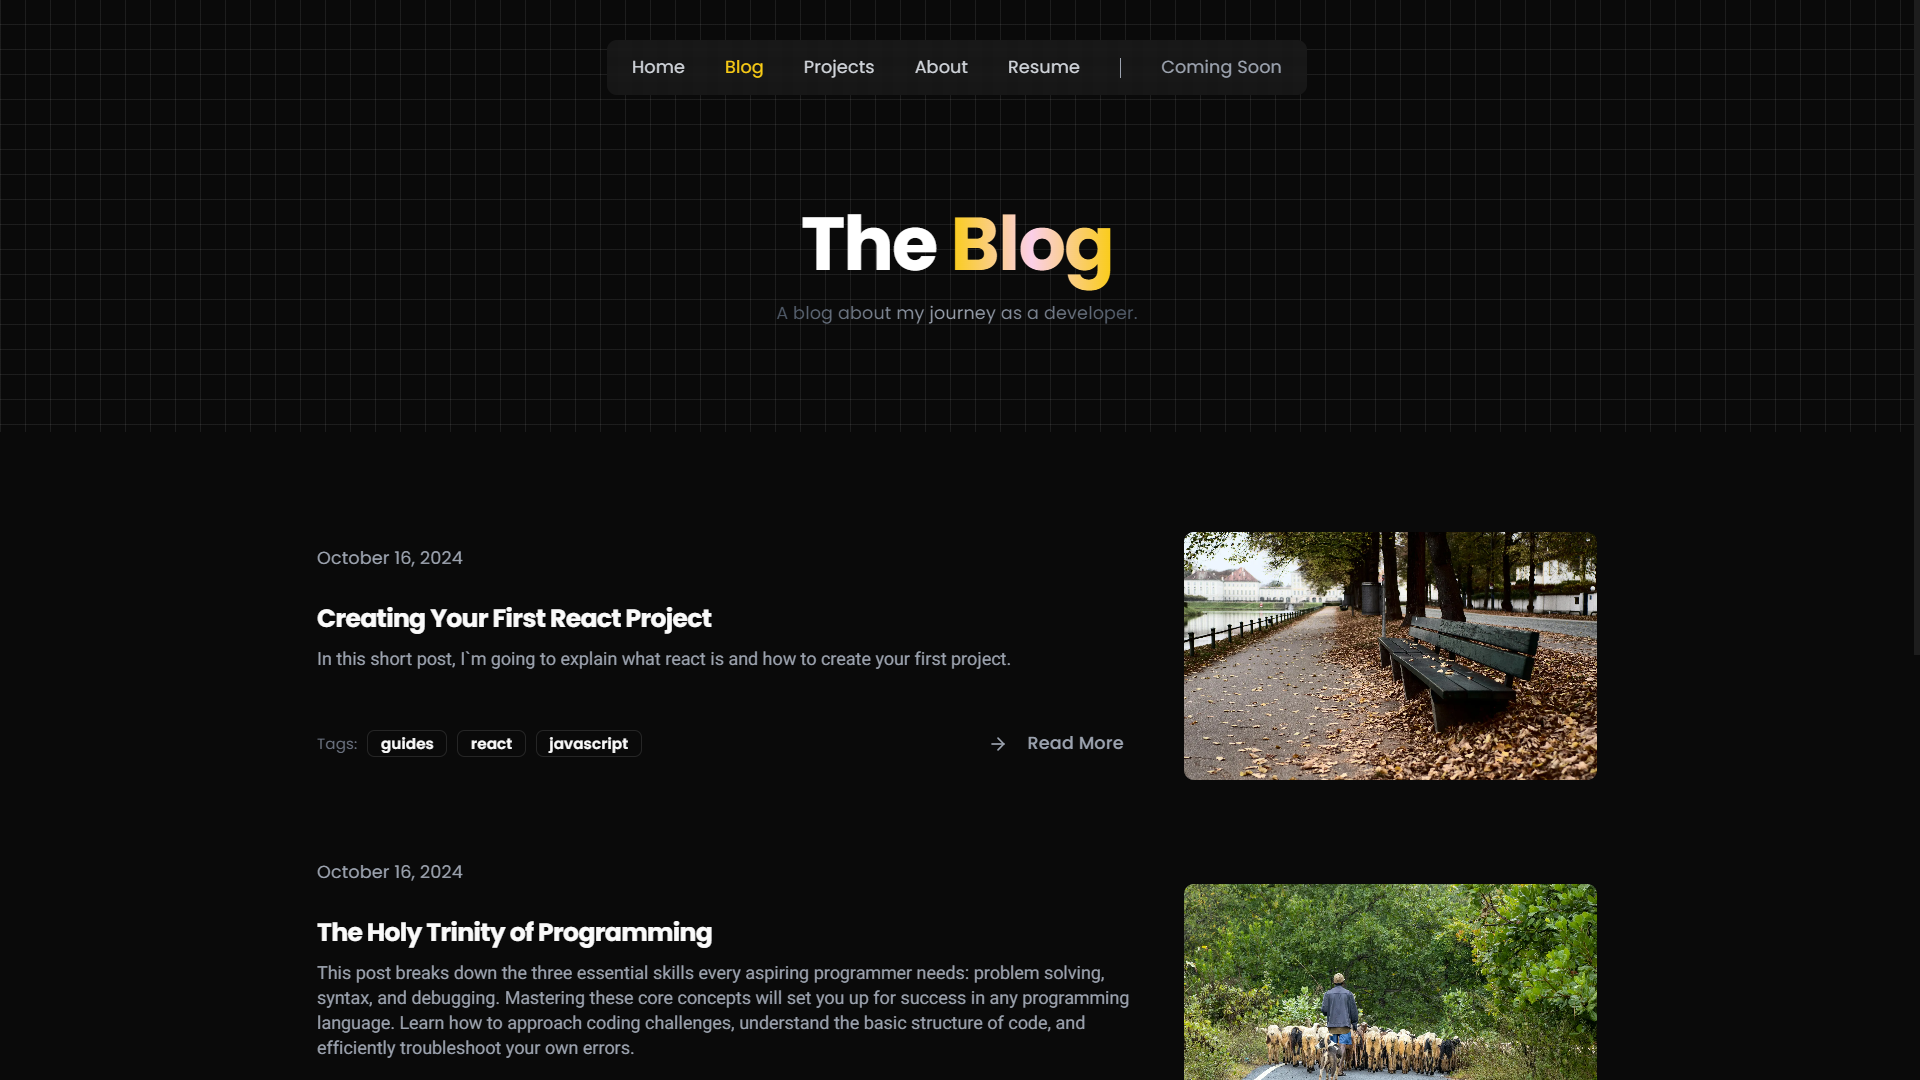 Home Blog Projects About Resume | Coming Soon
The Blog
A blog about my journey as a developer.
October 16, 2024
Creating Your First React Project
In this short post, I`m going to explain what react is and how to create your first project.
Tags: guides react javascript
Read More
October 16, 2024
The Holy Trinity of Programming
This post breaks down the three essential skills every aspiring programmer needs: problem solving,
syntax, and debugging. Mastering these core concepts will set you up for success in any programming
language. Learn how to approach coding challenges, understand the basic structure of code, and
efficiently troubleshoot your own errors.